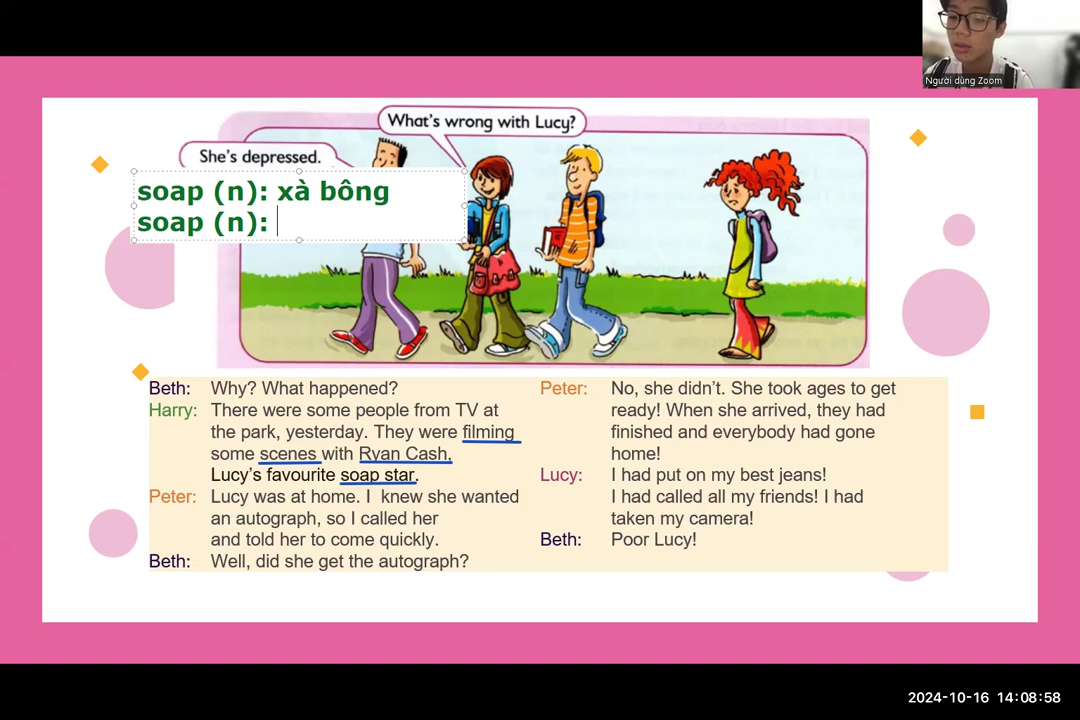 Người dùng Zoom
What's wrong with Lucy?
She's depressed.
soap (n): xà bông
soap (n):
Beth: Why? What happened?
Harry: There were some people from TV at
the park, yesterday. They were filming
some scenes with Ryan Cash,
Lucy's favourite soap star.
Peter: Lucy was at home. I knew she wanted
an autograph, so I called her
and told her to come quickly.
Beth: Well, did she get the autograph?
Peter: No, she didn't. She took ages to get
ready! When she arrived, they had
finished and everybody had gone
home!
Lucy: I had put on my best jeans!
I had called all my friends! I had
taken my camera!
Beth: Poor Lucy!
2024-10-16 14:08:58